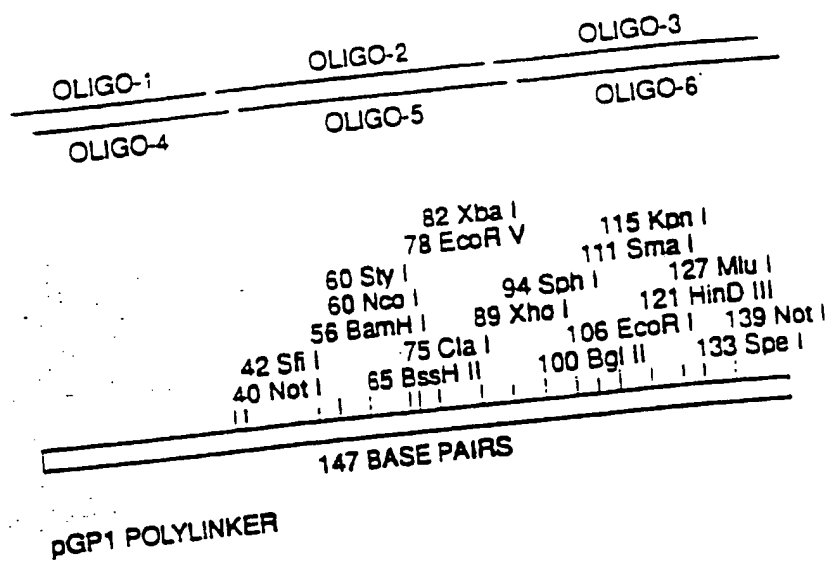 OLIGO-1 OLIGO-2 OLIGO-3
OLIGO-4 OLIGO-5 OLIGO-6
82 Xba I 115 Kpn I
78 EcoR V 111 Sma I
60 Sty I 94 Sph I 127 Mlu I
60 Nco I 89 Xho I 121 HinD III
56 BamH I 106 EcoR I 139 Not I
42 Sfi I 75 Cla I 100 Bgl II 133 Spe I
40 Not I 65 BssH II
147 BASE PAIRS
pGP1 POLYLINKER